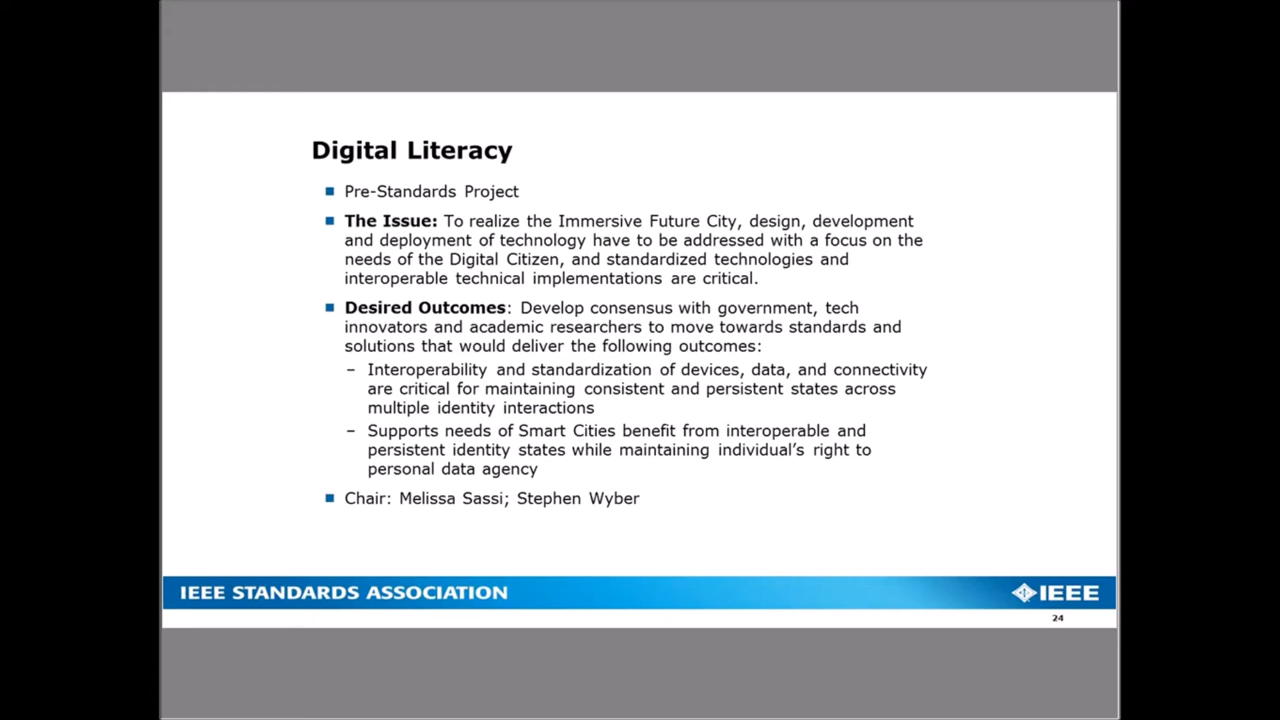 Digital Literacy
Pre-Standards Project
The Issue: To realize the Immersive Future City, design, development
and deployment of technology have to be addressed with a focus on the
needs of the Digital Citizen, and standardized technologies and
interoperable technical implementations are critical.
Desired Outcomes: Develop consensus with government, tech
innovators and academic researchers to move towards standards and
solutions that would deliver the following outcomes:
– Interoperability and standardization of devices, data, and connectivity
are critical for maintaining consistent and persistent states across
multiple identity interactions
– Supports needs of Smart Cities benefit from interoperable and
persistent identity states while maintaining individual’s right to
personal data agency
Chair: Melissa Sassi; Stephen Wyber
IEEE STANDARDS ASSOCIATION
IEEE
24